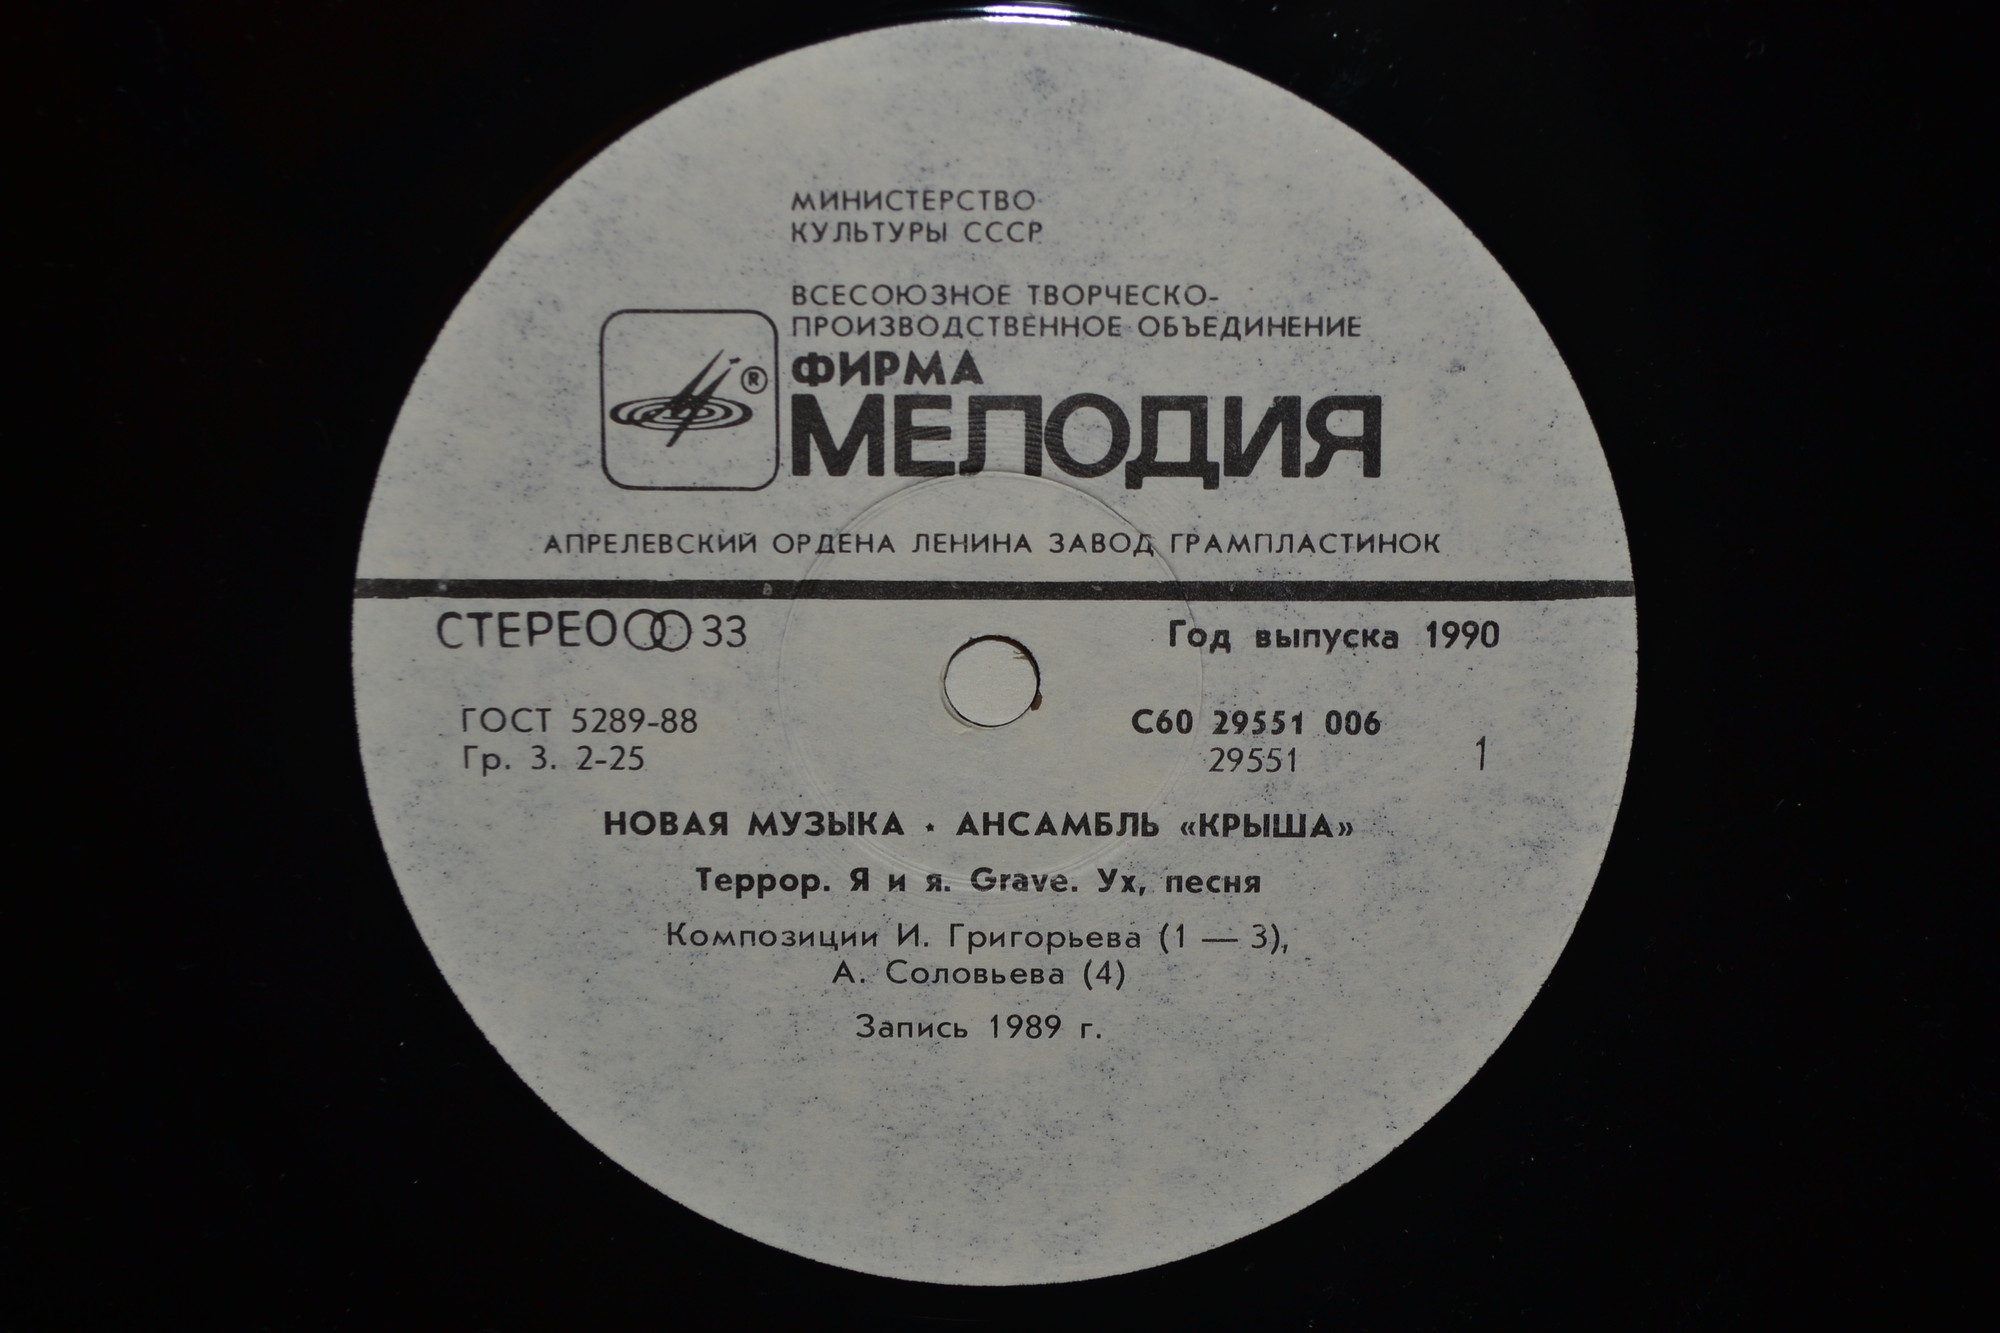 МИНИСТЕРСТВО
КУЛЬТУРЫ СССР
ВСЕСОЮЗНОЕ ТВОРЧЕСКО-
ПРОИЗВОДСТВЕННОЕ ОБЪЕДИНЕНИЕ
ФИРМА
®
МЕЛОДИЯ
АПРЕЛЕВСКИЙ ОРДЕНА ЛЕНИНА ЗАВОД ГРАМПЛАСТИНОК
СТЕРЕО 33
Год выпуска 1990
ГОСТ 5289-88
С60 29551 006
Гр. 3. 2-25
29551
1
НОВАЯ МУЗЫКА ⋆ АНСАМБЛЬ «КРЫША»
Террор. Я и я. Grave. Ух, песня
Композиции И. Григорьева (1 — 3),
А. Соловьева (4)
Запись 1989 г.